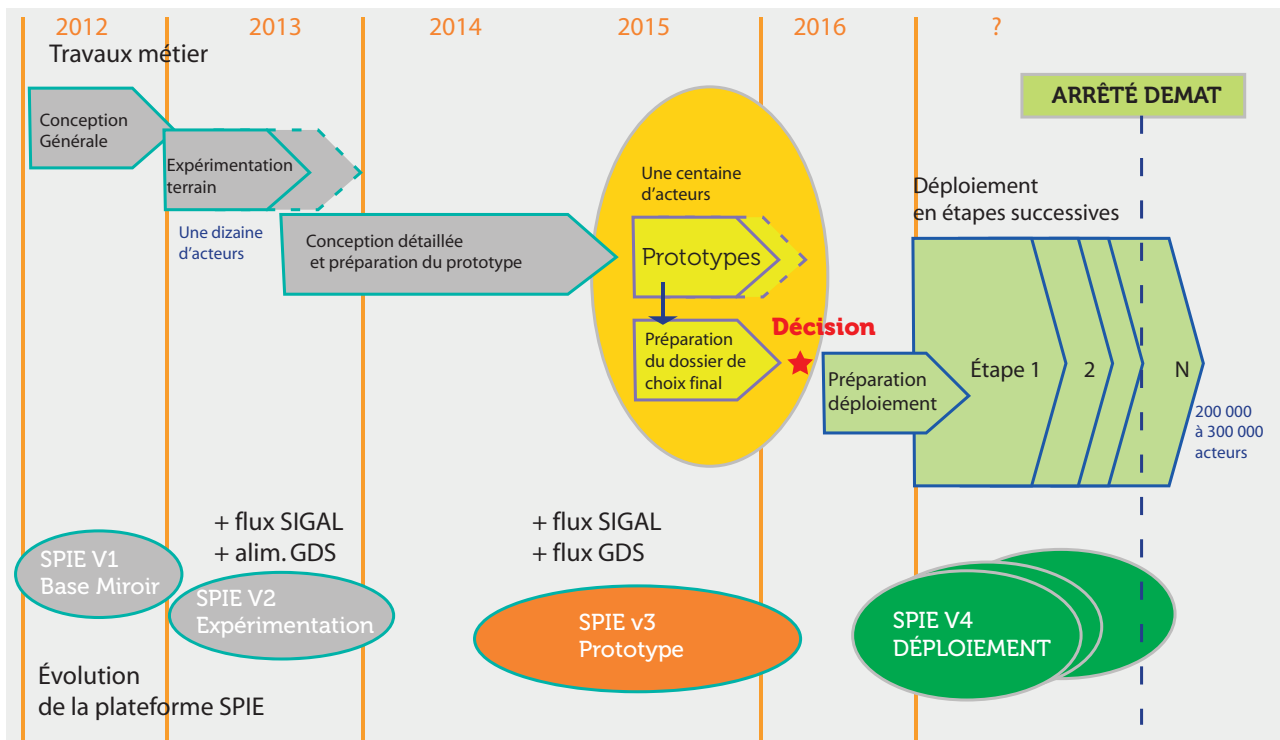 2012
2013
2014
2015
2016
?
Travaux métier
ARRÊTÉ DEMAT
Conception
Générale
Expérimentation
terrain
Une dizaine
d’acteurs
Conception détaillée
et préparation du prototype
Une centaine
d’acteurs
Prototypes
Préparation
du dossier de
choix final
Décision
Préparation
déploiement
Déploiement
en étapes successives
Étape 1
2
N
200 000
à 300 000
acteurs
+ flux SIGAL
+ alim. GDS
+ flux SIGAL
+ flux GDS
SPIE V1
Base Miroir
SPIE V2
Expérimentation
SPIE v3
Prototype
SPIE V4
DÉPLOIEMENT
Évolution
de la plateforme SPIE